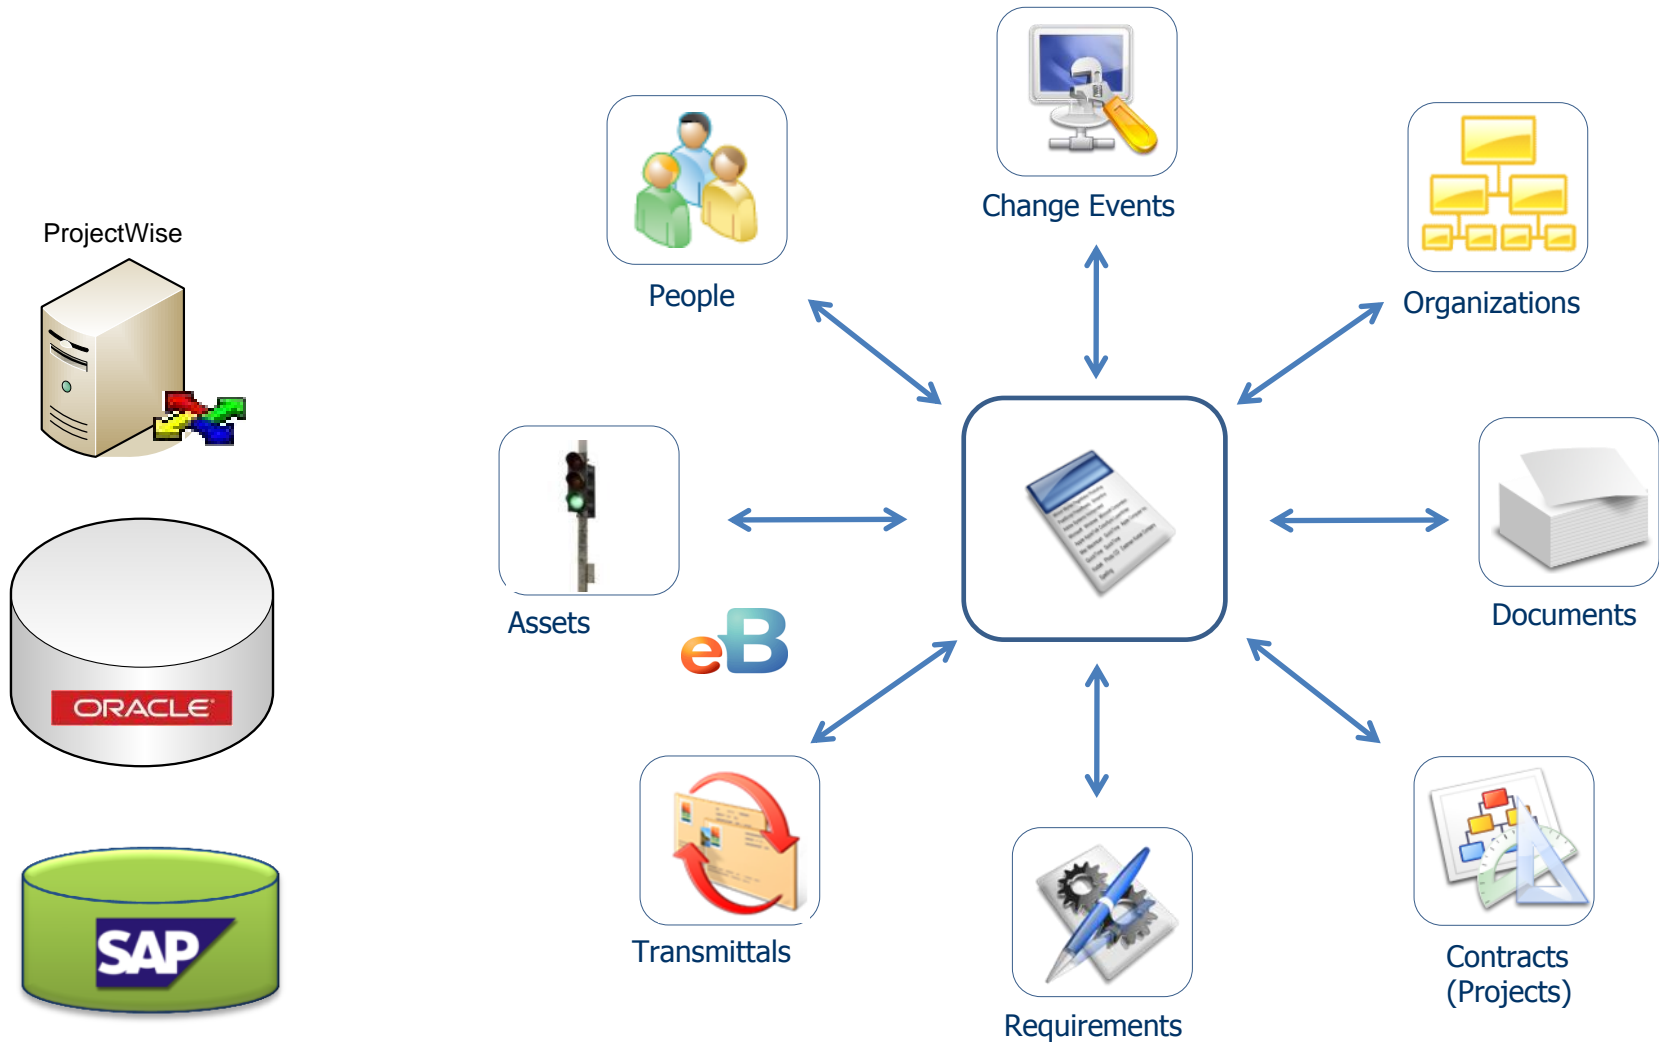 ProjectWise
ORACLE
SAP
People
Change Events
Organizations
Assets
eB
Documents
Transmittals
Requirements
Contracts
(Projects)